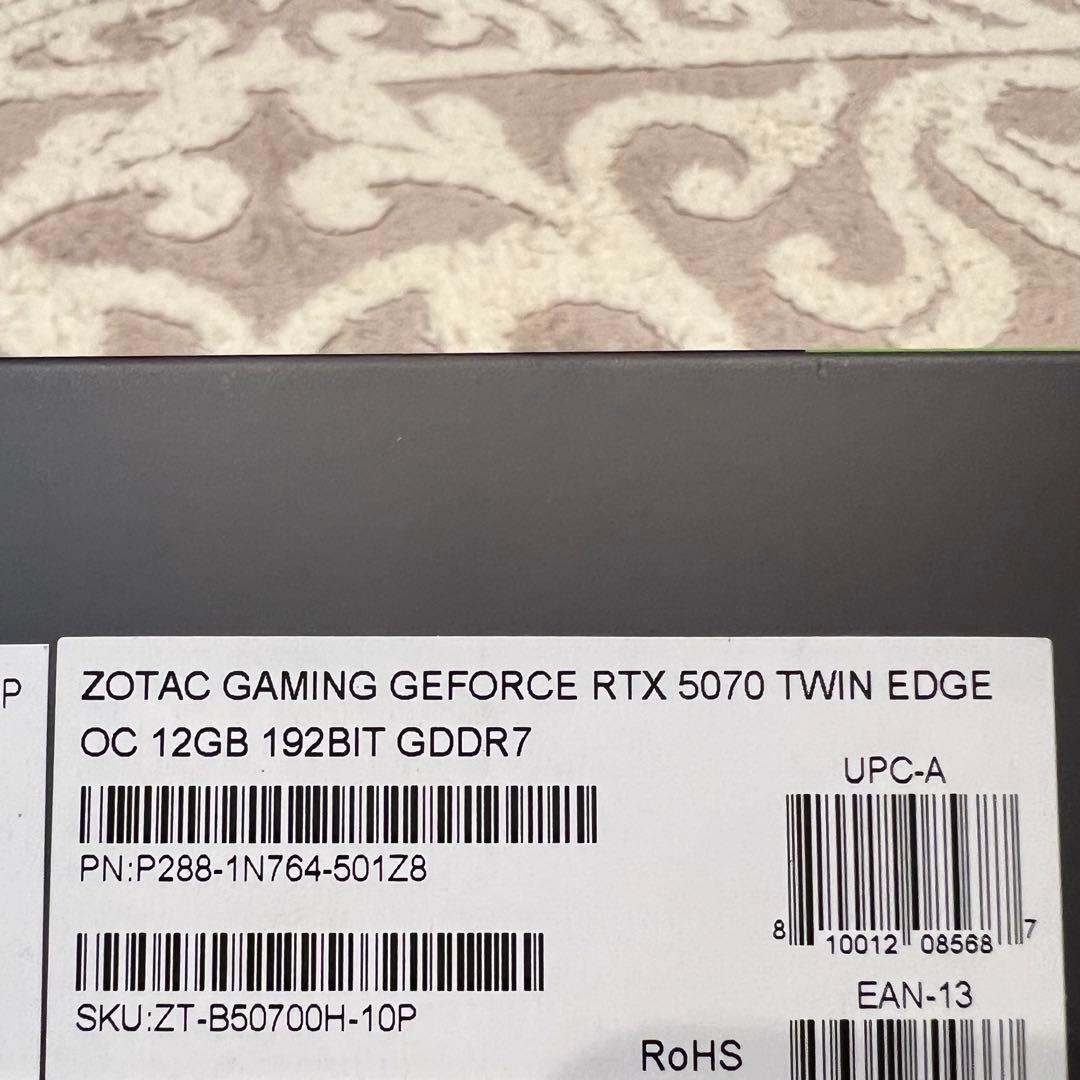 P
ZOTAC GAMING GEFORCE RTX 5070 TWIN EDGE
OC 12GB 192BIT GDDR7
UPC-A
PN:P288-1N764-501Z8
8 10012 08568 7
EAN-13
SKU:ZT-B50700H-10P
RoHS